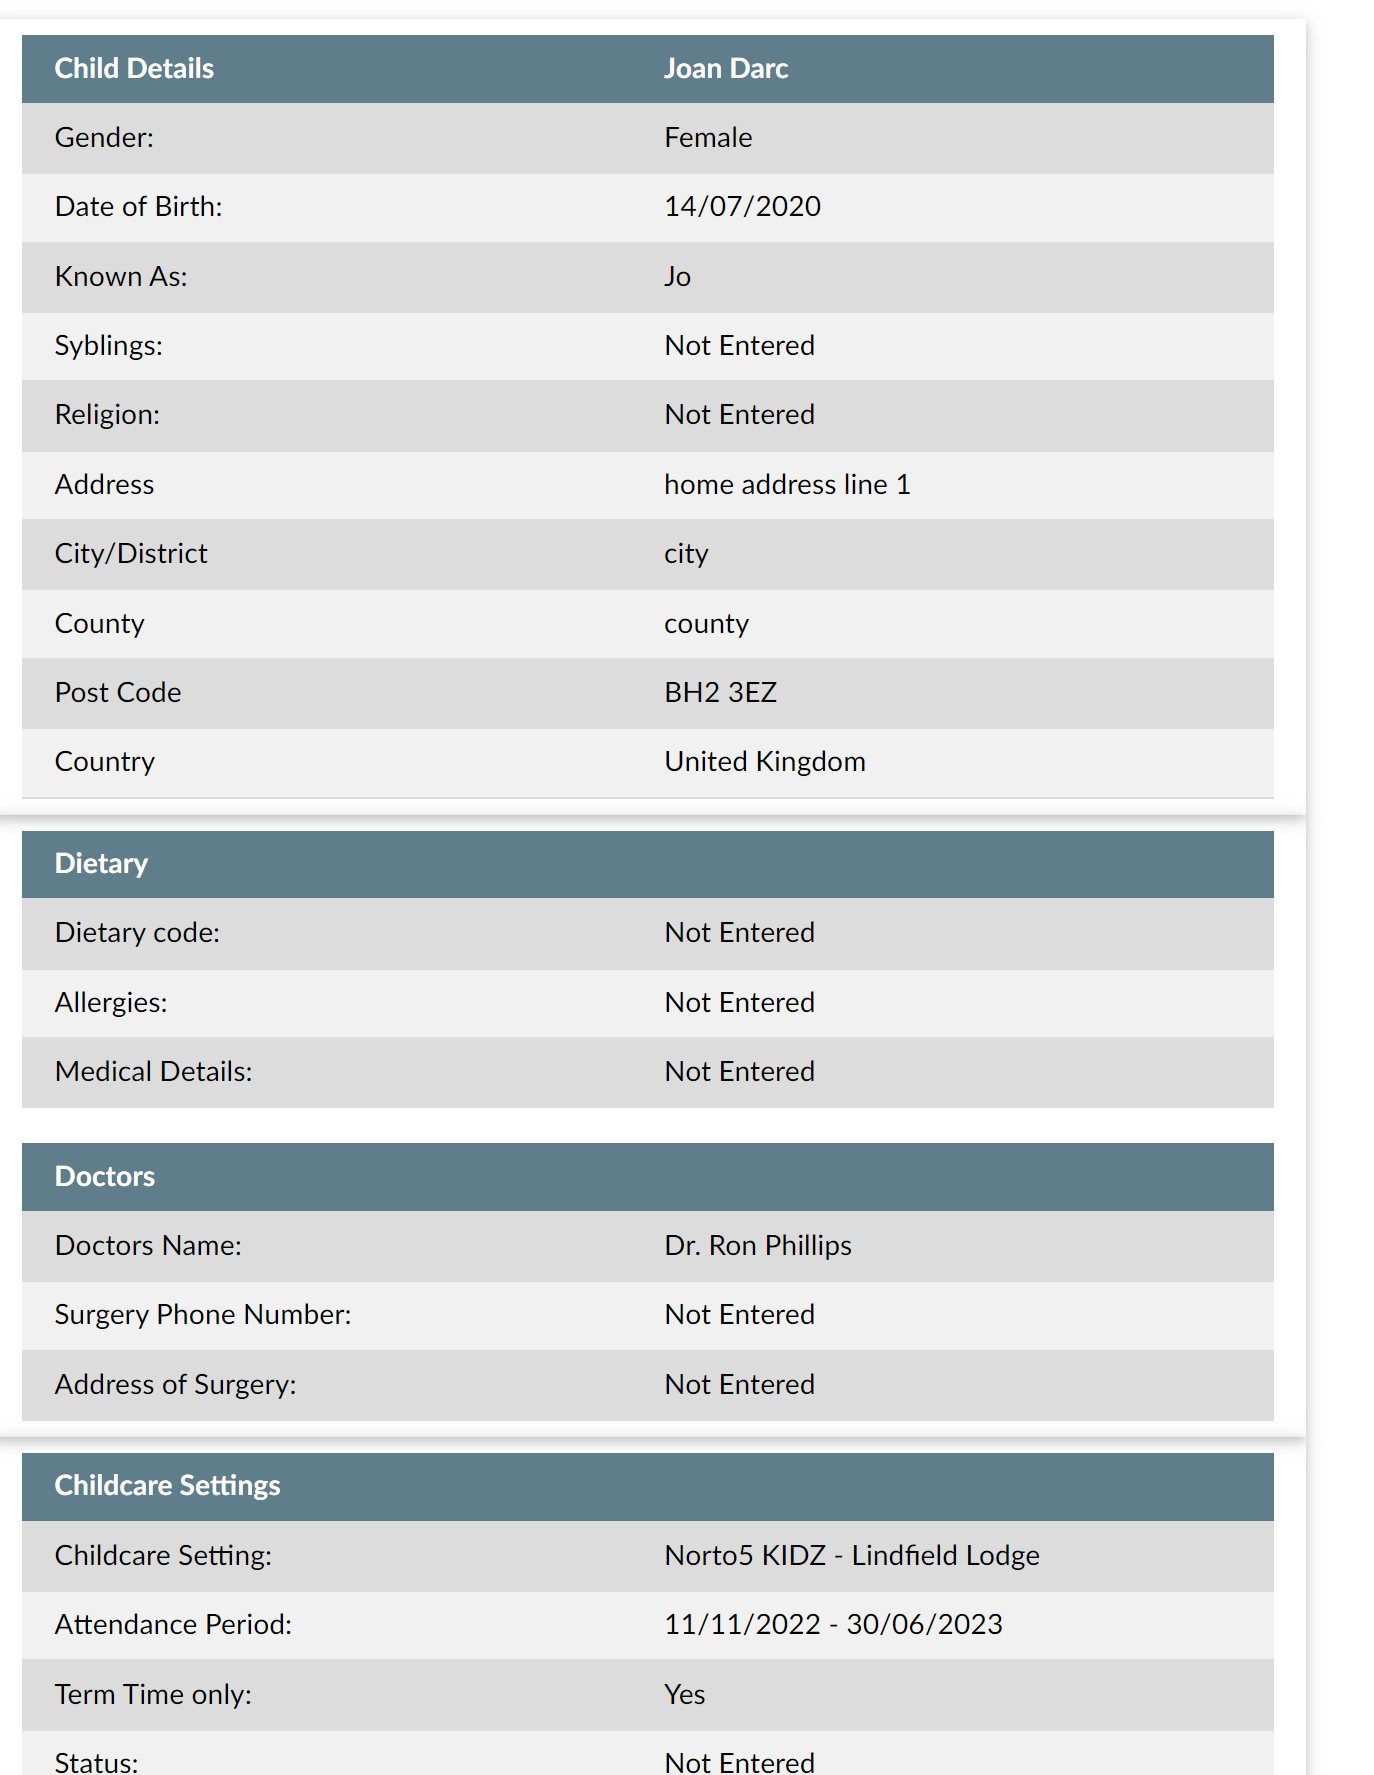 Child Details Joan Darc
Gender: Female
Date of Birth: 14/07/2020
Known As: Jo
Syblings: Not Entered
Religion: Not Entered
Address home address line 1
City/District city
County county
Post Code BH2 3EZ
Country United Kingdom
Dietary
Dietary code: Not Entered
Allergies: Not Entered
Medical Details: Not Entered
Doctors
Doctors Name: Dr. Ron Phillips
Surgery Phone Number: Not Entered
Address of Surgery: Not Entered
Childcare Settings
Childcare Setting: Norto5 KIDZ - Lindfield Lodge
Attendance Period: 11/11/2022 - 30/06/2023
Term Time only: Yes
Status: Not Entered